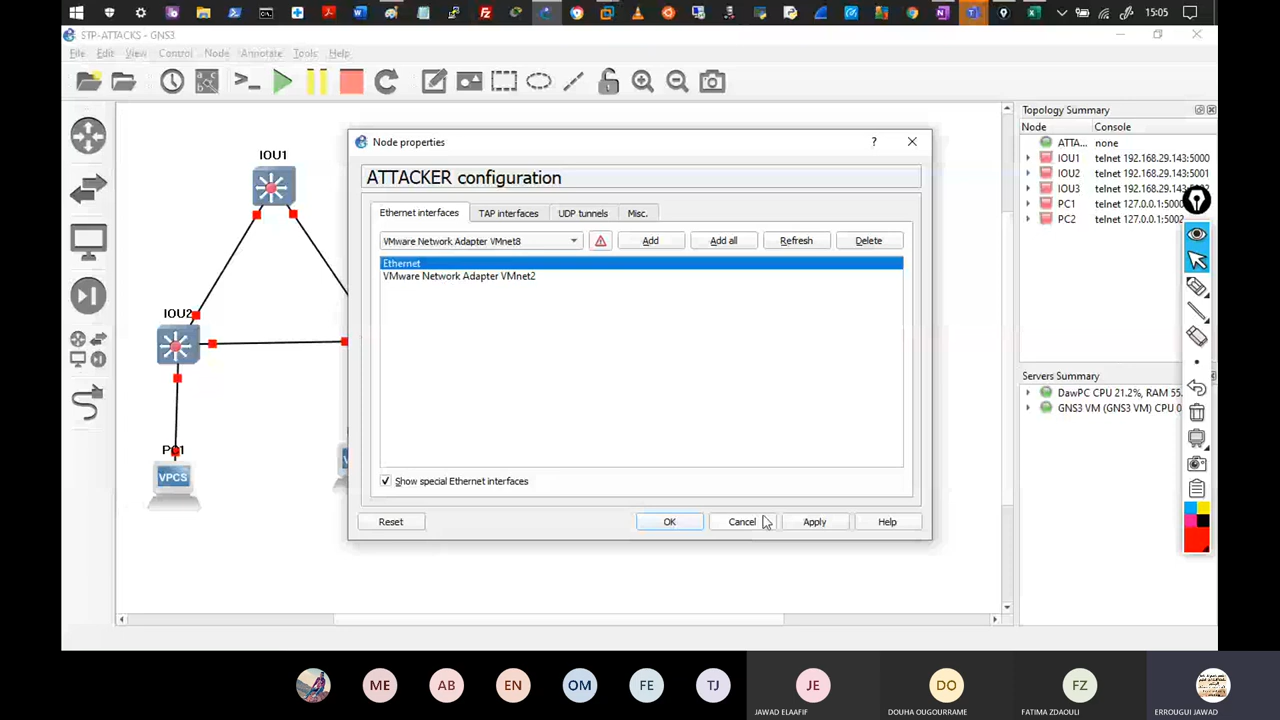 15:05
STP-ATTACKS - GNS3
File Edit View Control Node Annotate Tools Help
IOU1
IOU2
PC1
VPCS
Node properties
ATTACKER configuration
Ethernet interfaces TAP interfaces UDP tunnels Misc.
VMware Network Adapter VMnet8 Add Add all Refresh Delete
Ethernet
VMware Network Adapter VMnet2
Show special Ethernet interfaces
Reset OK Cancel Apply Help
Topology Summary
Node Console
ATTA... none
IOU1 telnet 192.168.29.143:5000
IOU2 telnet 192.168.29.143:5001
IOU3 telnet 192.168.29.143:5002
PC1 telnet 127.0.0.1:5000
PC2 telnet 127.0.0.1:5002
Servers Summary
DawPC CPU 21.2%, RAM 55.
GNS3 VM (GNS3 VM) CPU 0
ME AB EN OM FE TJ JE DO FZ
JAWAD ELAAFIF DOUHA OUGOURRAME FATIMA ZDAOULI ERROUGUI JAWAD